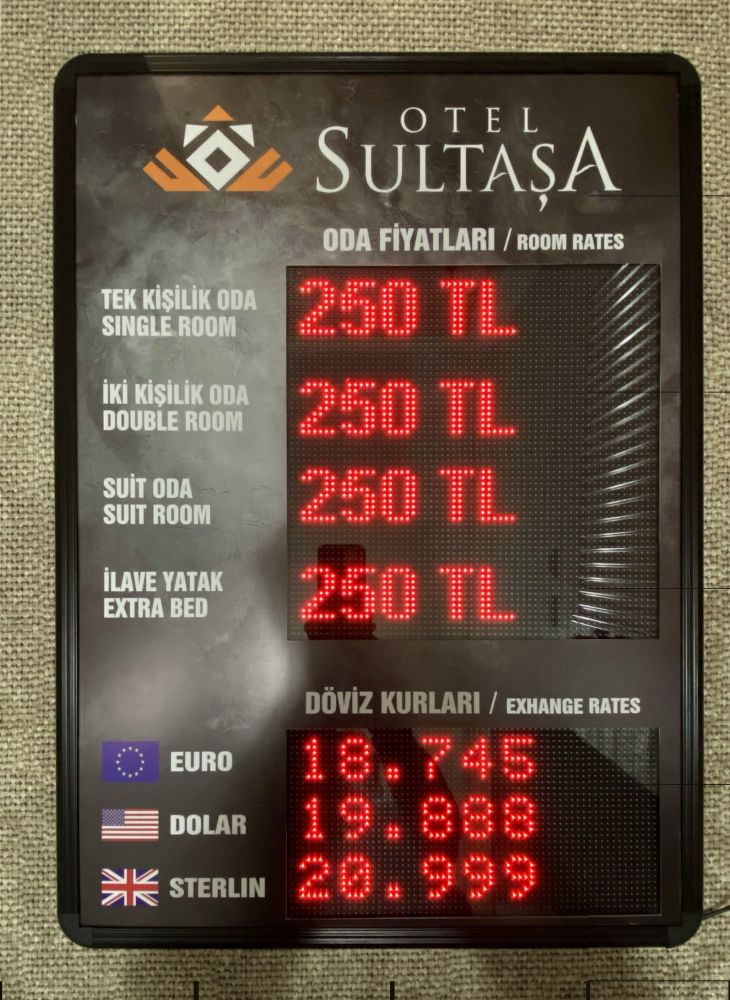 OTEL
SULTAŞA
ODA FİYATLARI / ROOM RATES
TEK KİŞİLİK ODA
SINGLE ROOM
250 TL
İKİ KİŞİLİK ODA
DOUBLE ROOM
250 TL
SUİT ODA
SUIT ROOM
250 TL
İLAVE YATAK
EXTRA BED
250 TL
DÖVİZ KURLARI / EXHANGE RATES
EURO 18.745
DOLAR 19.888
STERLIN 20.999